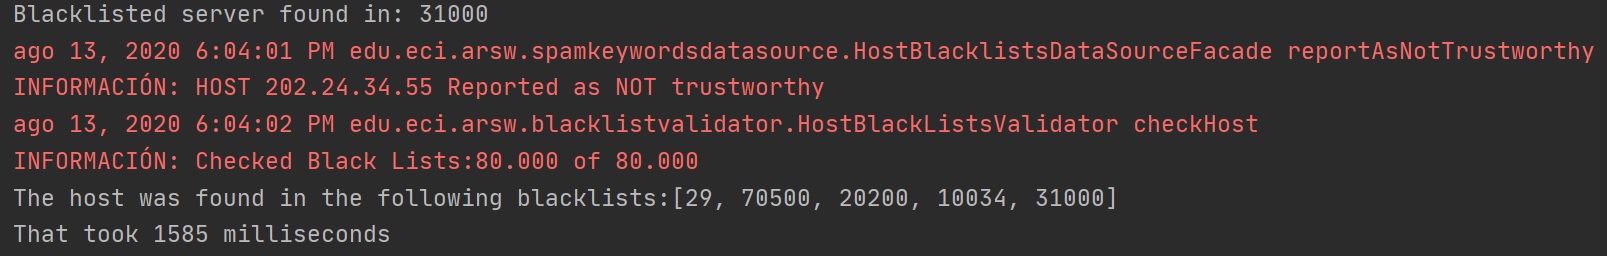 Blacklisted server found in: 31000
ago 13, 2020 6:04:01 PM edu.eci.arsw.spamkeywordsdatasource.HostBlacklistsDataSourceFacade reportAsNotTrustworthy
INFORMACIÓN: HOST 202.24.34.55 Reported as NOT trustworthy
ago 13, 2020 6:04:02 PM edu.eci.arsw.blacklistvalidator.HostBlackListsValidator checkHost
INFORMACIÓN: Checked Black Lists:80.000 of 80.000
The host was found in the following blacklists:[29, 70500, 20200, 10034, 31000]
That took 1585 milliseconds